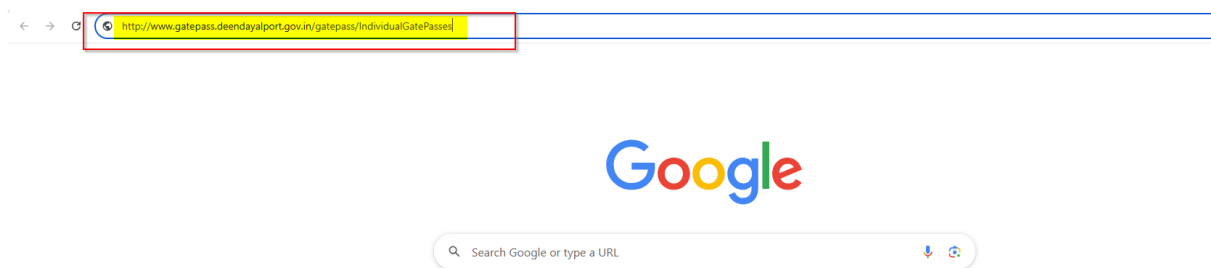 http://www.gatepass.deendayalport.gov.in/gatepass/IndividualGatePasses
Google
Search Google or type a URL